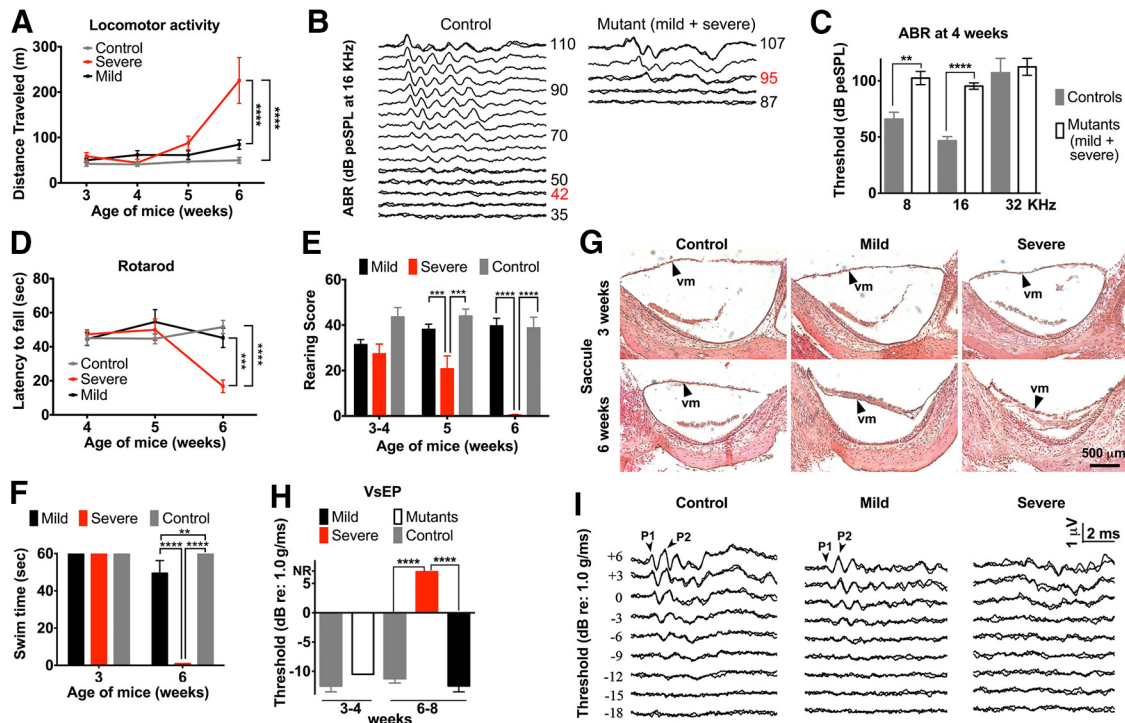 A
Locomotor activity
Distance Traveled (m)
300
250
200
150
100
50
0
Control
Severe
Mild
****
****
3 4 5 6
Age of mice (weeks)
B
Control
Mutant (mild + severe)
ABR (dB peSPL at 16 KHz)
110
90
70
50
42
35
107
95
87
C
ABR at 4 weeks
Threshold (dB peSPL)
100
50
0
**
****
Controls
Mutants
(mild +
severe)
8 16 32 KHz
D
Rotarod
Latency to fall (sec)
80
60
40
20
0
Control
Severe
Mild
***
****
4 5 6
Age of mice (weeks)
E
Mild Severe Control
Rearing Score
60
40
20
0
*** ***
**** ****
3-4 5 6
Age of mice (weeks)
G
Control Mild Severe
Saccule
3 weeks
6 weeks
vm vm vm
vm vm vm
500 µm
F
Mild Severe Control
Swim time (sec)
60
40
20
0
**
**** ****
3 6
Age of mice (weeks)
H
VsEP
Mild Mutants
Severe Control
Threshold (dB re: 1.0 g/ms)
NR
5
0
-5
-10
**** ****
3-4 6-8
weeks
I
Control Mild Severe
Threshold (dB re: 1.0 g/ms)
+6
+3
0
-3
-6
-9
-12
-15
-18
P1 P2
P1 P2
1 µV
2 ms